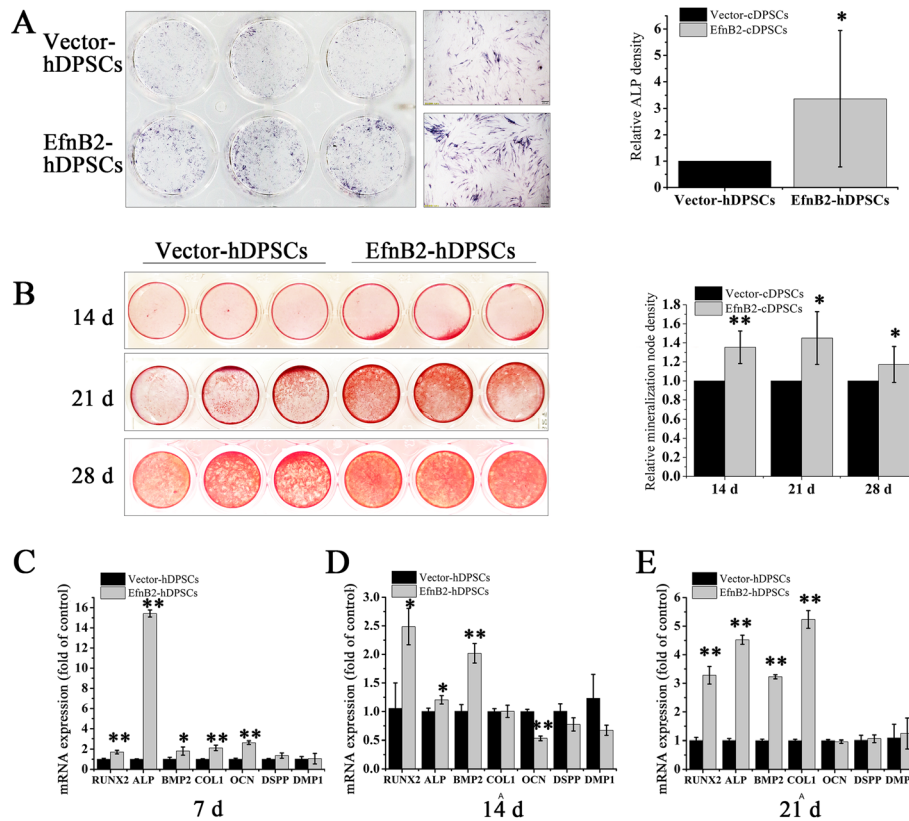 A
Vector-
hDPSCs
EfnB2-
hDPSCs
Relative ALP density
8
7
6
5
4
3
2
1
0
Vector-cDPSCs
EfnB2-cDPSCs
*
Vector-hDPSCs EfnB2-hDPSCs
B
Vector-hDPSCs EfnB2-hDPSCs
14 d
21 d
28 d
Relative mineralization node density
2.0
1.8
1.6
1.4
1.2
1.0
0.8
0.6
0.4
0.2
0.0
Vector-cDPSCs
EfnB2-cDPSCs
** * *
14 d 21 d 28 d
C
mRNA expression (fold of control)
16
14
12
10
8
6
4
2
0
Vector-hDPSCs
EfnB2-hDPSCs
** ** * ** **
RUNX2 ALP BMP2 COL1 OCN DSPP DMP1
7 d
D
mRNA expression (fold of control)
3.0
2.5
2.0
1.5
1.0
0.5
0.0
Vector-hDPSCs
EfnB2-hDPSCs
* * ** **
RUNX2 ALP BMP2 COL1 OCN DSPP DMP1
A
14 d
E
mRNA expression (fold of control)
6
5
4
3
2
1
0
Vector-hDPSCs
EfnB2-hDPSCs
** ** ** **
RUNX2 ALP BMP2 COL1 OCN DSPP DMP
A
21 d